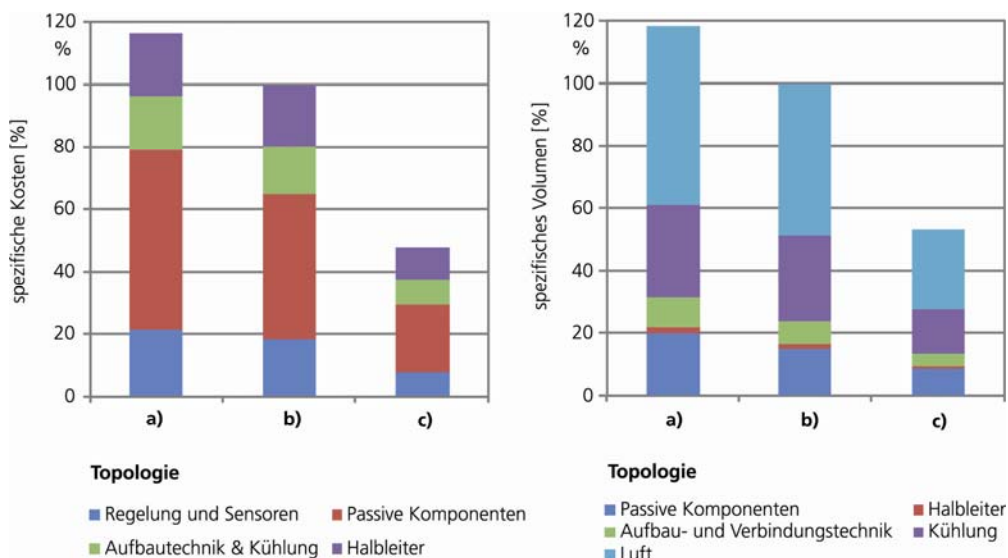 120
%
100
80
60
40
20
0
spezifische Kosten [%]
a) b) c)
Topologie
Regelung und Sensoren Passive Komponenten
Aufbautechnik & Kühlung Halbleiter
120
%
100
80
60
40
20
0
spezifisches Volumen [%]
a) b) c)
Topologie
Passive Komponenten Halbleiter
Aufbau- und Verbindungstechnik Kühlung
Luft